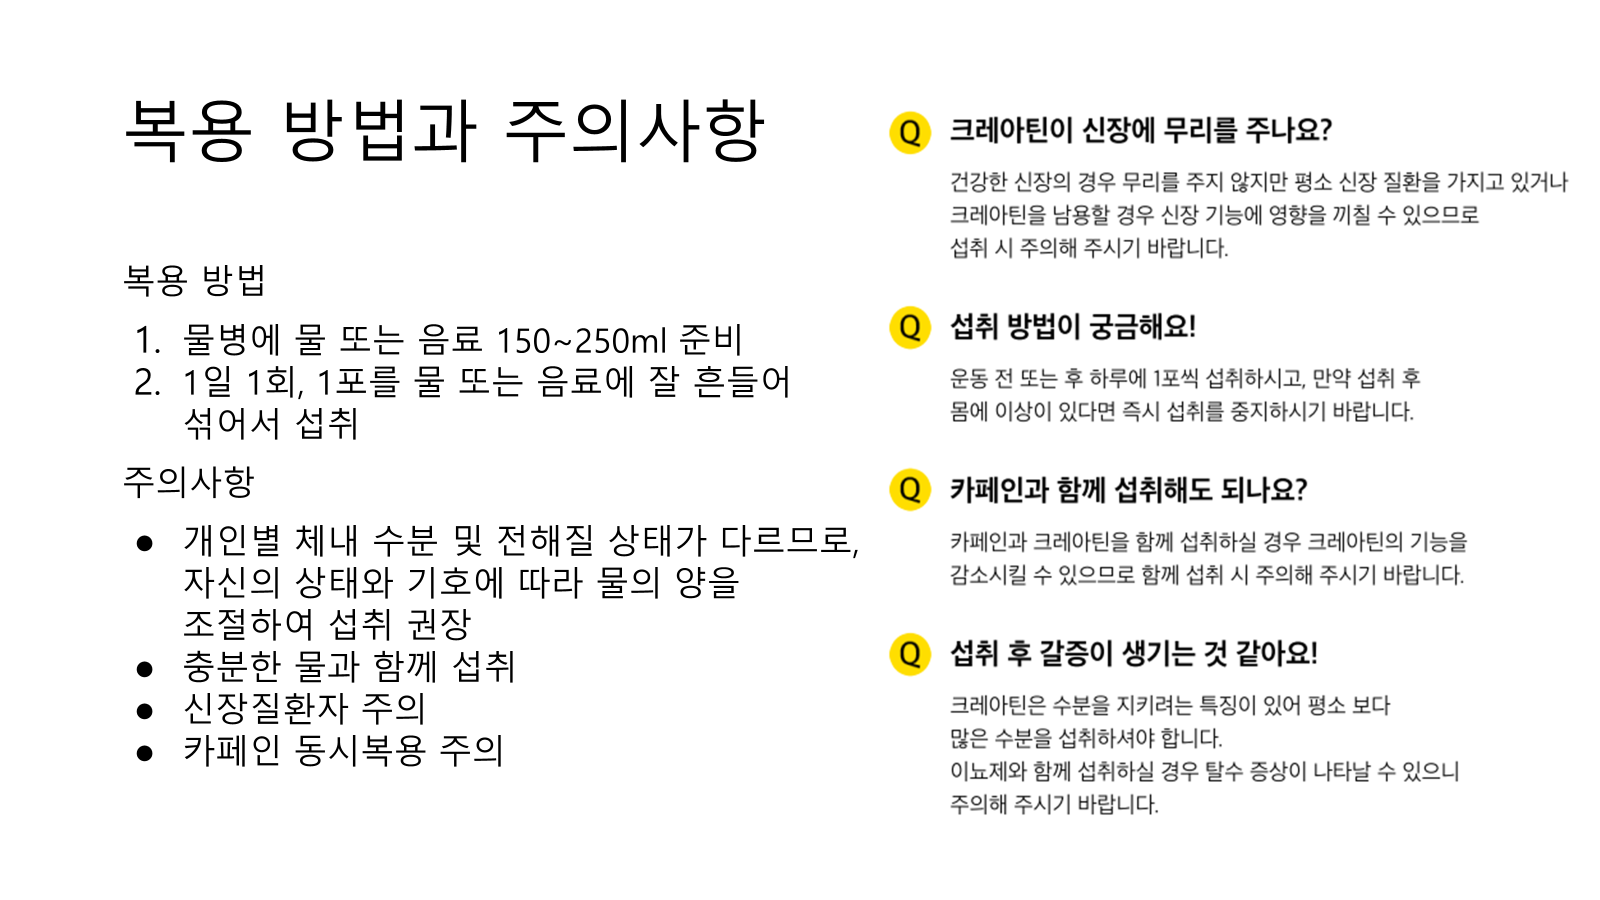 복용 방법과 주의사항
복용 방법
1. 물병에 물 또는 음료 150~250ml 준비
2. 1일 1회, 1포를 물 또는 음료에 잘 흔들어
섞어서 섭취
주의사항
● 개인별 체내 수분 및 전해질 상태가 다르므로,
자신의 상태와 기호에 따라 물의 양을
조절하여 섭취 권장
● 충분한 물과 함께 섭취
● 신장질환자 주의
● 카페인 동시복용 주의
Q 크레아틴이 신장에 무리를 주나요?
건강한 신장의 경우 무리를 주지 않지만 평소 신장 질환을 가지고 있거나
크레아틴을 남용할 경우 신장 기능에 영향을 끼칠 수 있으므로
섭취 시 주의해 주시기 바랍니다.
Q 섭취 방법이 궁금해요!
운동 전 또는 후 하루에 1포씩 섭취하시고, 만약 섭취 후
몸에 이상이 있다면 즉시 섭취를 중지하시기 바랍니다.
Q 카페인과 함께 섭취해도 되나요?
카페인과 크레아틴을 함께 섭취하실 경우 크레아틴의 기능을
감소시킬 수 있으므로 함께 섭취 시 주의해 주시기 바랍니다.
Q 섭취 후 갈증이 생기는 것 같아요!
크레아틴은 수분을 지키려는 특징이 있어 평소 보다
많은 수분을 섭취하셔야 합니다.
이뇨제와 함께 섭취하실 경우 탈수 증상이 나타날 수 있으니
주의해 주시기 바랍니다.